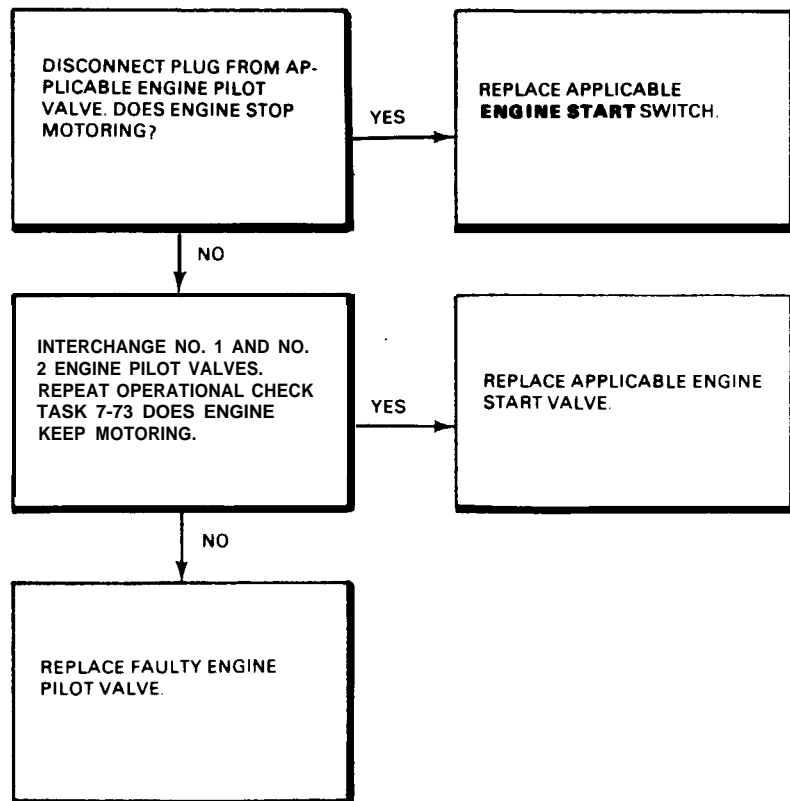 DISCONNECT PLUG FROM AP-
PLICABLE ENGINE PILOT
VALVE. DOES ENGINE STOP
MOTORING?
YES
REPLACE APPLICABLE
ENGINE START SWITCH.
NO
INTERCHANGE NO. 1 AND NO.
2 ENGINE PILOT VALVES.
REPEAT OPERATIONAL CHECK
TASK 7-73 DOES ENGINE
KEEP MOTORING.
YES
REPLACE APPLICABLE ENGINE
START VALVE.
NO
REPLACE FAULTY ENGINE
PILOT VALVE.